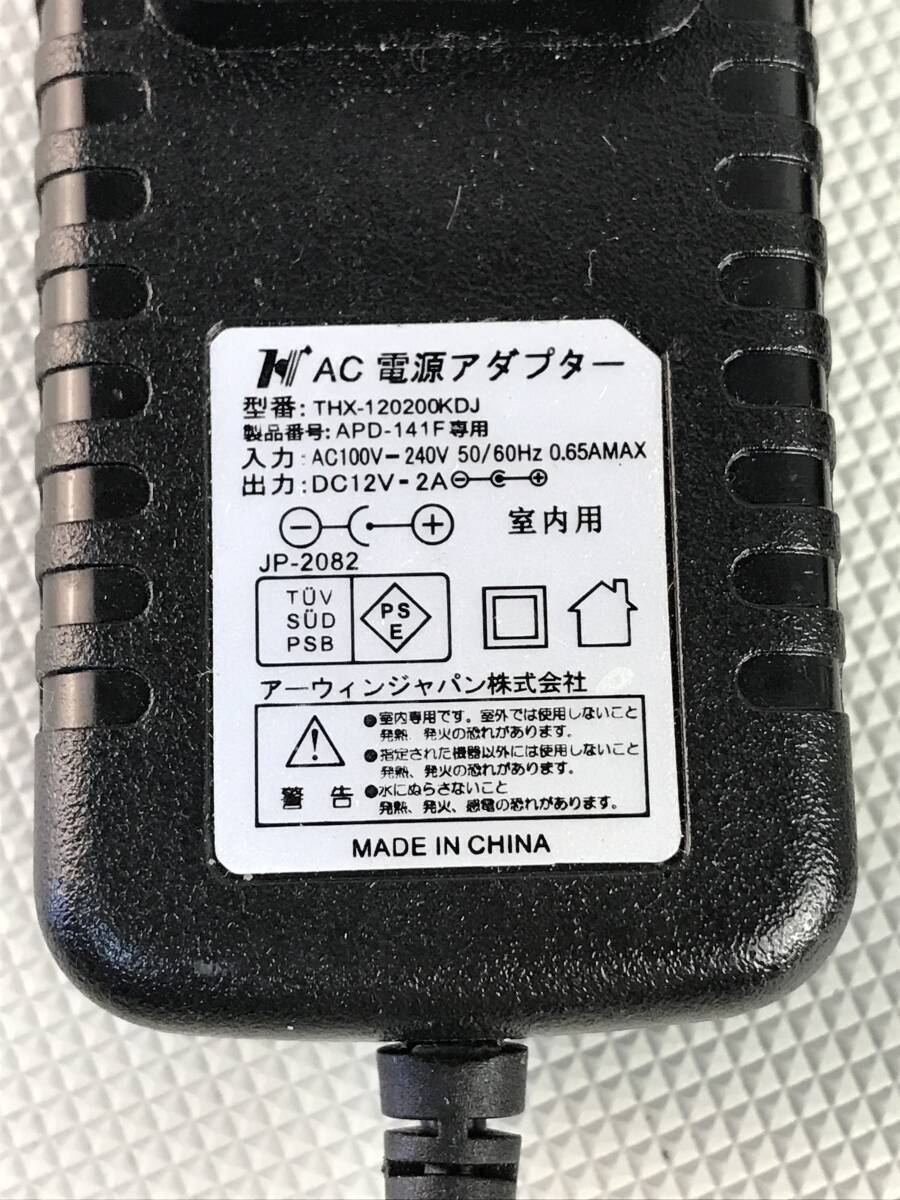 AC 電源アダプター
型番: THX-120200KDJ
製品番号: APD-141F専用
入力: AC100V-240V 50/60Hz 0.65AMAX
出力: DC12V-2A
室内用
JP-2082
TÜV
SÜD
PSB
PS
E
アーウィンジャパン株式会社
●室内専用です。室外では使用しないこと
発熱 発火の恐れがあります。
●指定された機器以外には使用しないこと
発熱、発火の恐れがあります。
●水にぬらさないこと
発熱、発火、感電の恐れがあります。
警告
MADE IN CHINA